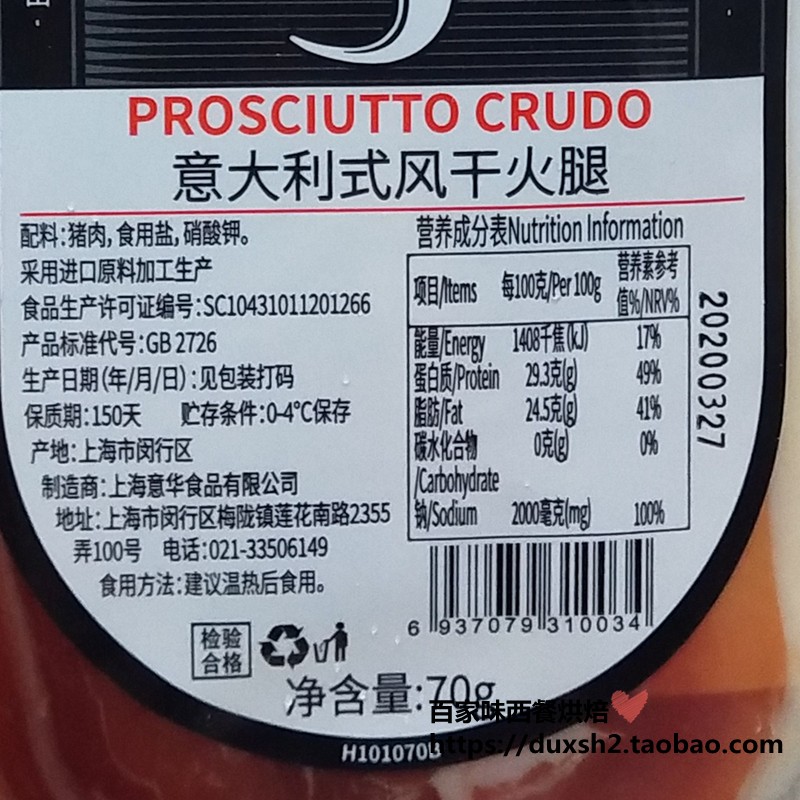 PROSCIUTTO CRUDO
意大利式风干火腿
配料:猪肉,食用盐,硝酸钾。
采用进口原料加工生产
食品生产许可证编号:SC10431011201266
产品标准代号:GB 2726
生产日期(年/月/日):见包装打码
保质期:150天 贮存条件:0-4℃保存
产地:上海市闵行区
制造商:上海意华食品有限公司
地址:上海市闵行区梅陇镇莲花南路2355
弄100号 电话:021-33506149
食用方法:建议温热后食用。
营养成分表Nutrition Information
项目/Items 每100克/Per 100g 营养素参考
值%/NRV%
能量/Energy 1408千焦(kJ) 17%
蛋白质/Protein 29.3克(g) 49%
脂肪/Fat 24.5克(g) 41%
碳水化合物 0克(g) 0%
/Carbohydrate
钠/Sodium 2000毫克(mg) 100%
20200327
6 937079 310034
检验
合格
净含量:70g
百家味西餐烘焙
https://duxsh2.taobao.com
H101070B